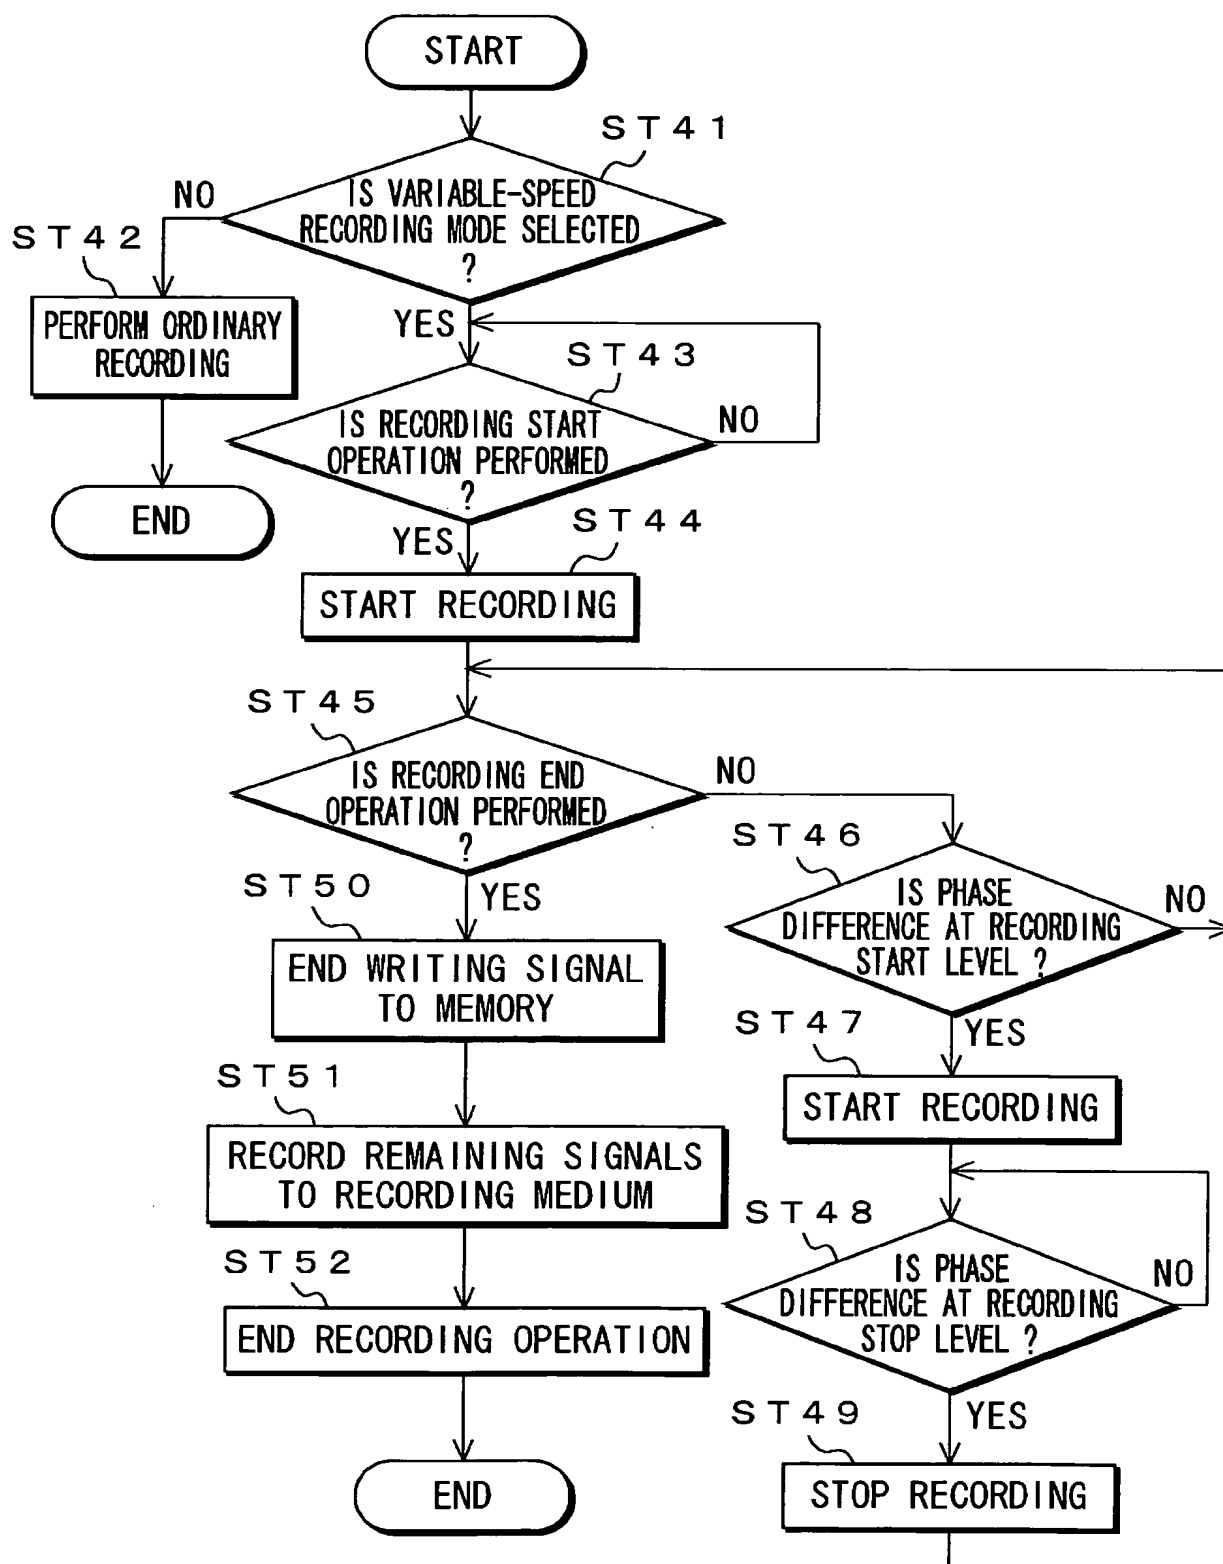 START
ST41
IS VARIABLE-SPEED
RECORDING MODE SELECTED
?
NO
ST42
PERFORM ORDINARY
RECORDING
END
YES
ST43
IS RECORDING START
OPERATION PERFORMED
?
NO
YES
ST44
START RECORDING
ST45
IS RECORDING END
OPERATION PERFORMED
?
NO
YES
ST46
IS PHASE
DIFFERENCE AT RECORDING
START LEVEL ?
NO
YES
ST47
START RECORDING
ST48
IS PHASE
DIFFERENCE AT RECORDING
STOP LEVEL ?
NO
YES
ST49
STOP RECORDING
ST50
END WRITING SIGNAL
TO MEMORY
ST51
RECORD REMAINING SIGNALS
TO RECORDING MEDIUM
ST52
END RECORDING OPERATION
END